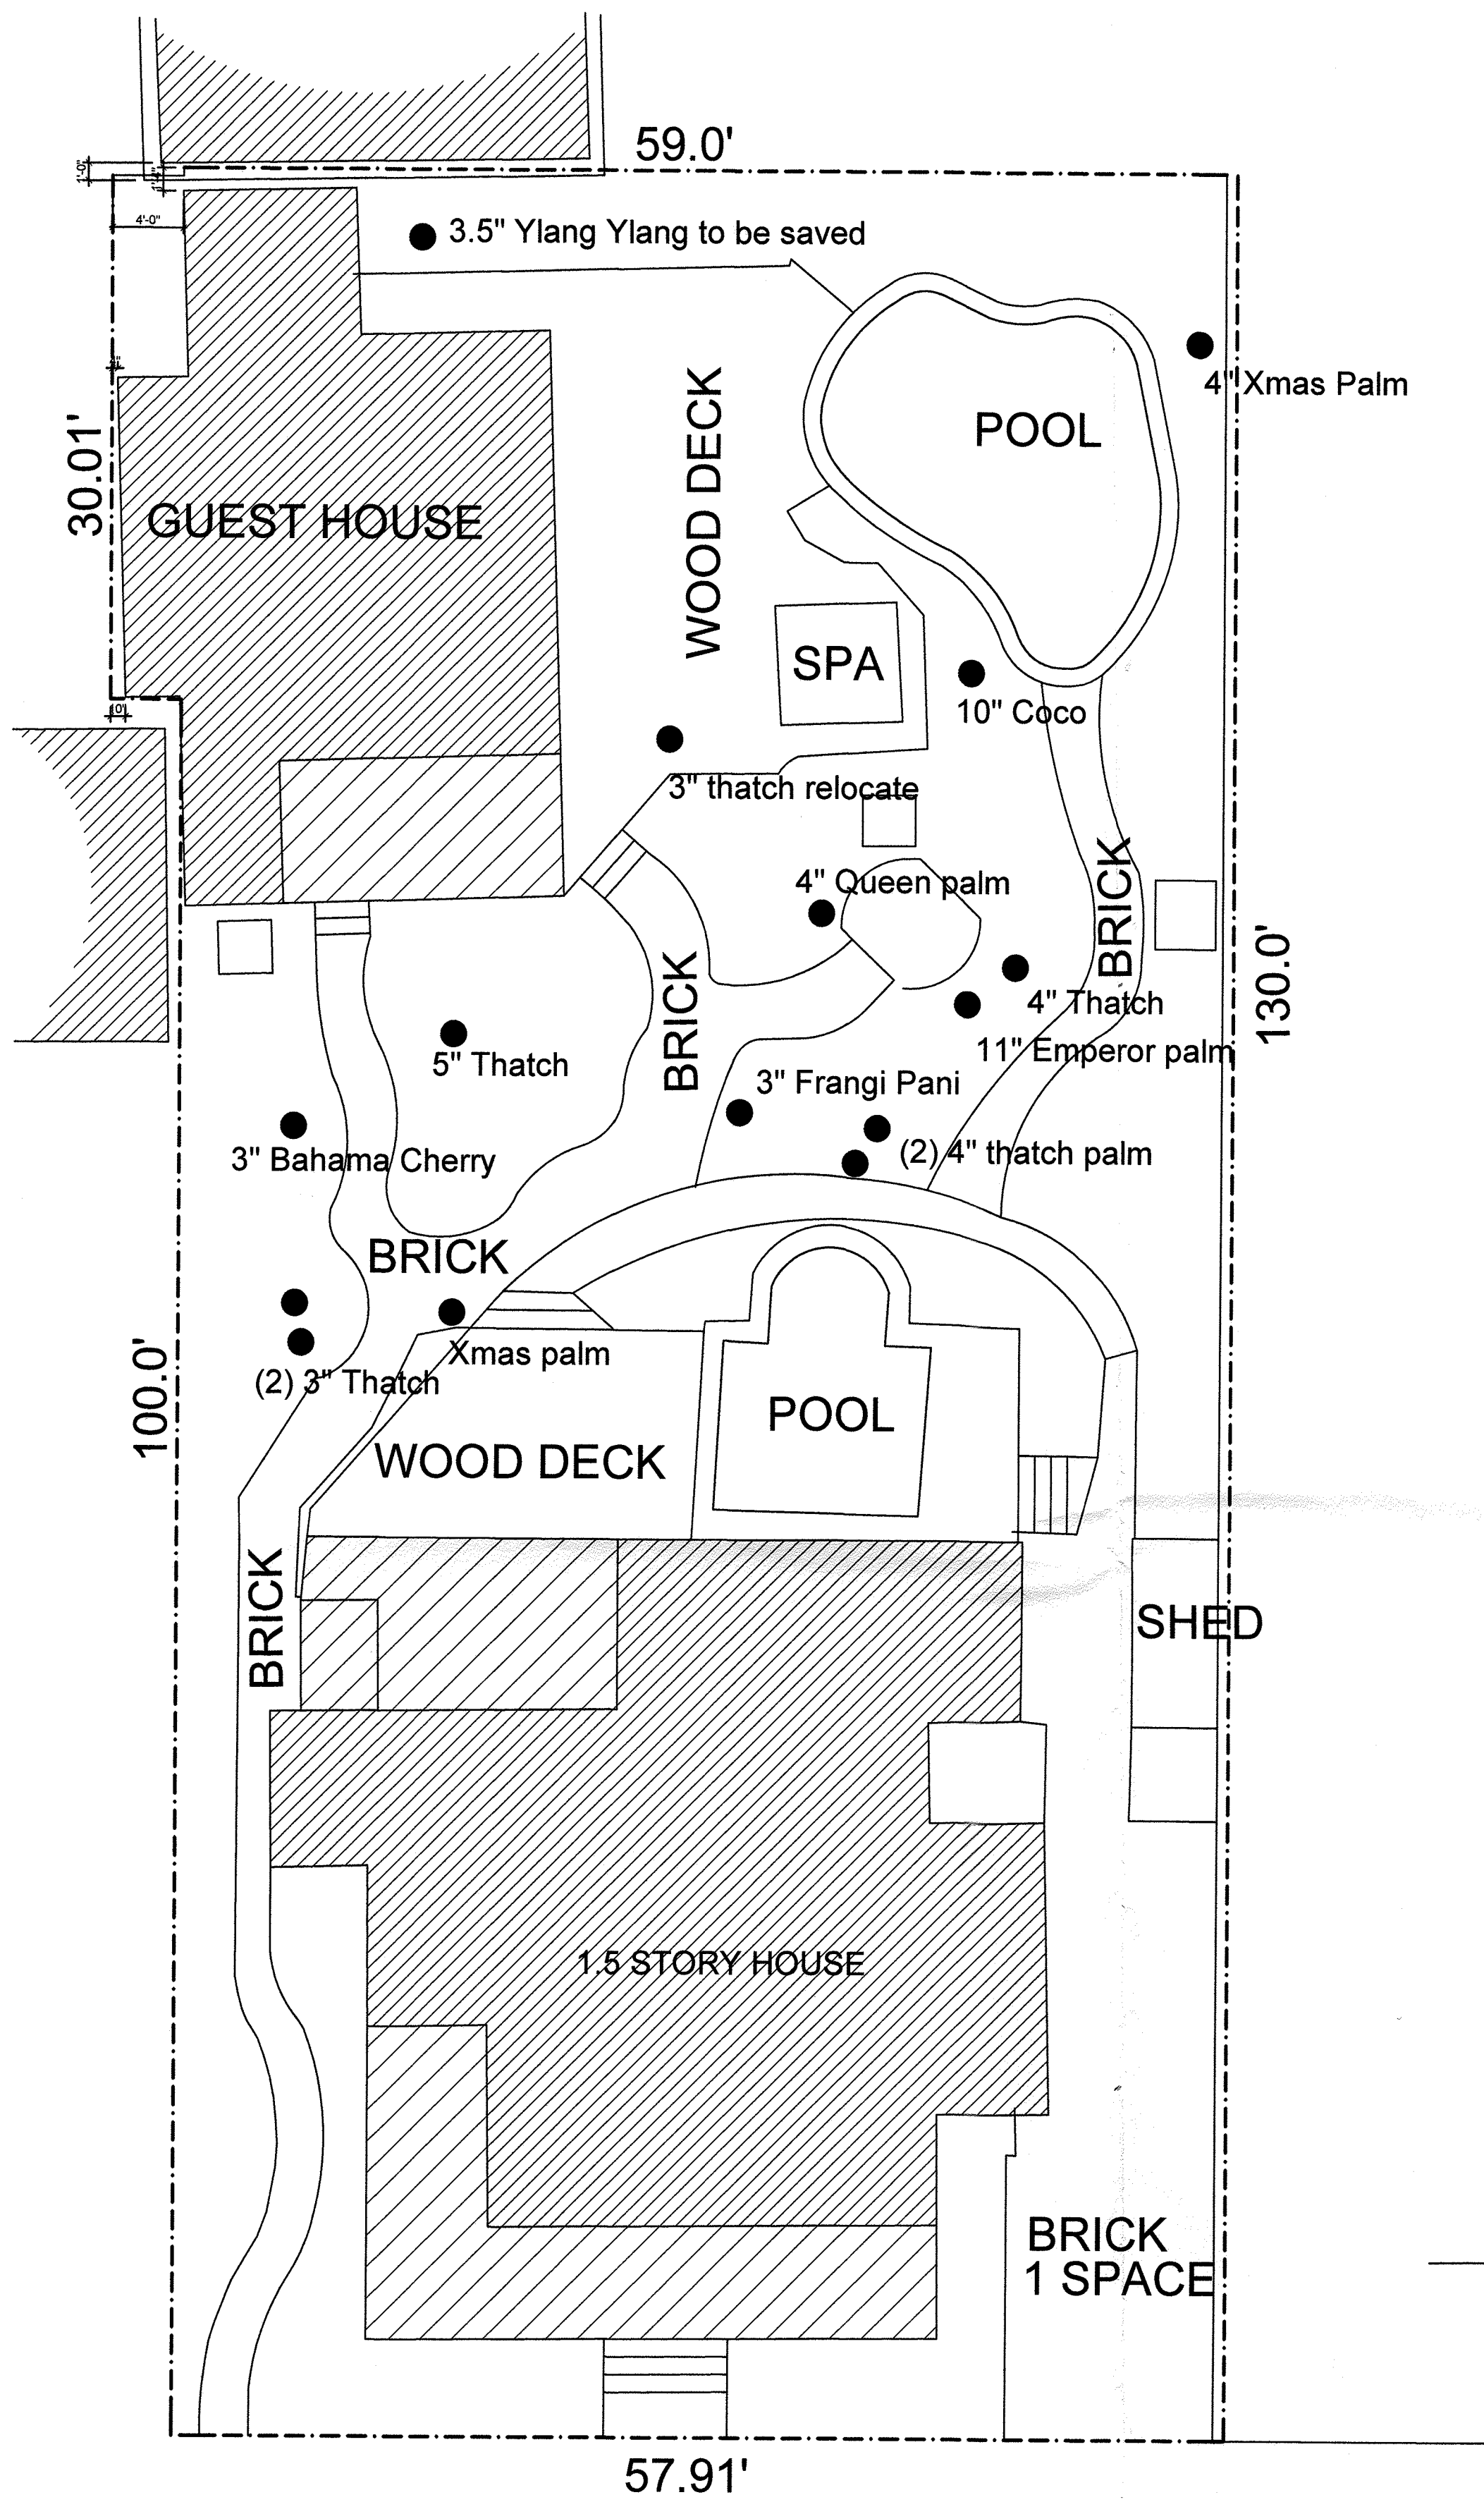 59.0'
1'-0"
4'-0"
3.5" Ylang Ylang to be saved
4" Xmas Palm
POOL
WOOD DECK
30.01'
GUEST HOUSE
SPA
10" Coco
3" thatch relocate
4" Queen palm
BRICK
BRICK
130.0'
4" Thatch
11" Emperor palm
5" Thatch
3" Frangi Pani
3" Bahama Cherry
(2) 4" thatch palm
BRICK
Xmas palm
(2) 3" Thatch
100.0'
POOL
WOOD DECK
BRICK
SHED
1.5 STORY HOUSE
BRICK
1 SPACE
57.91'